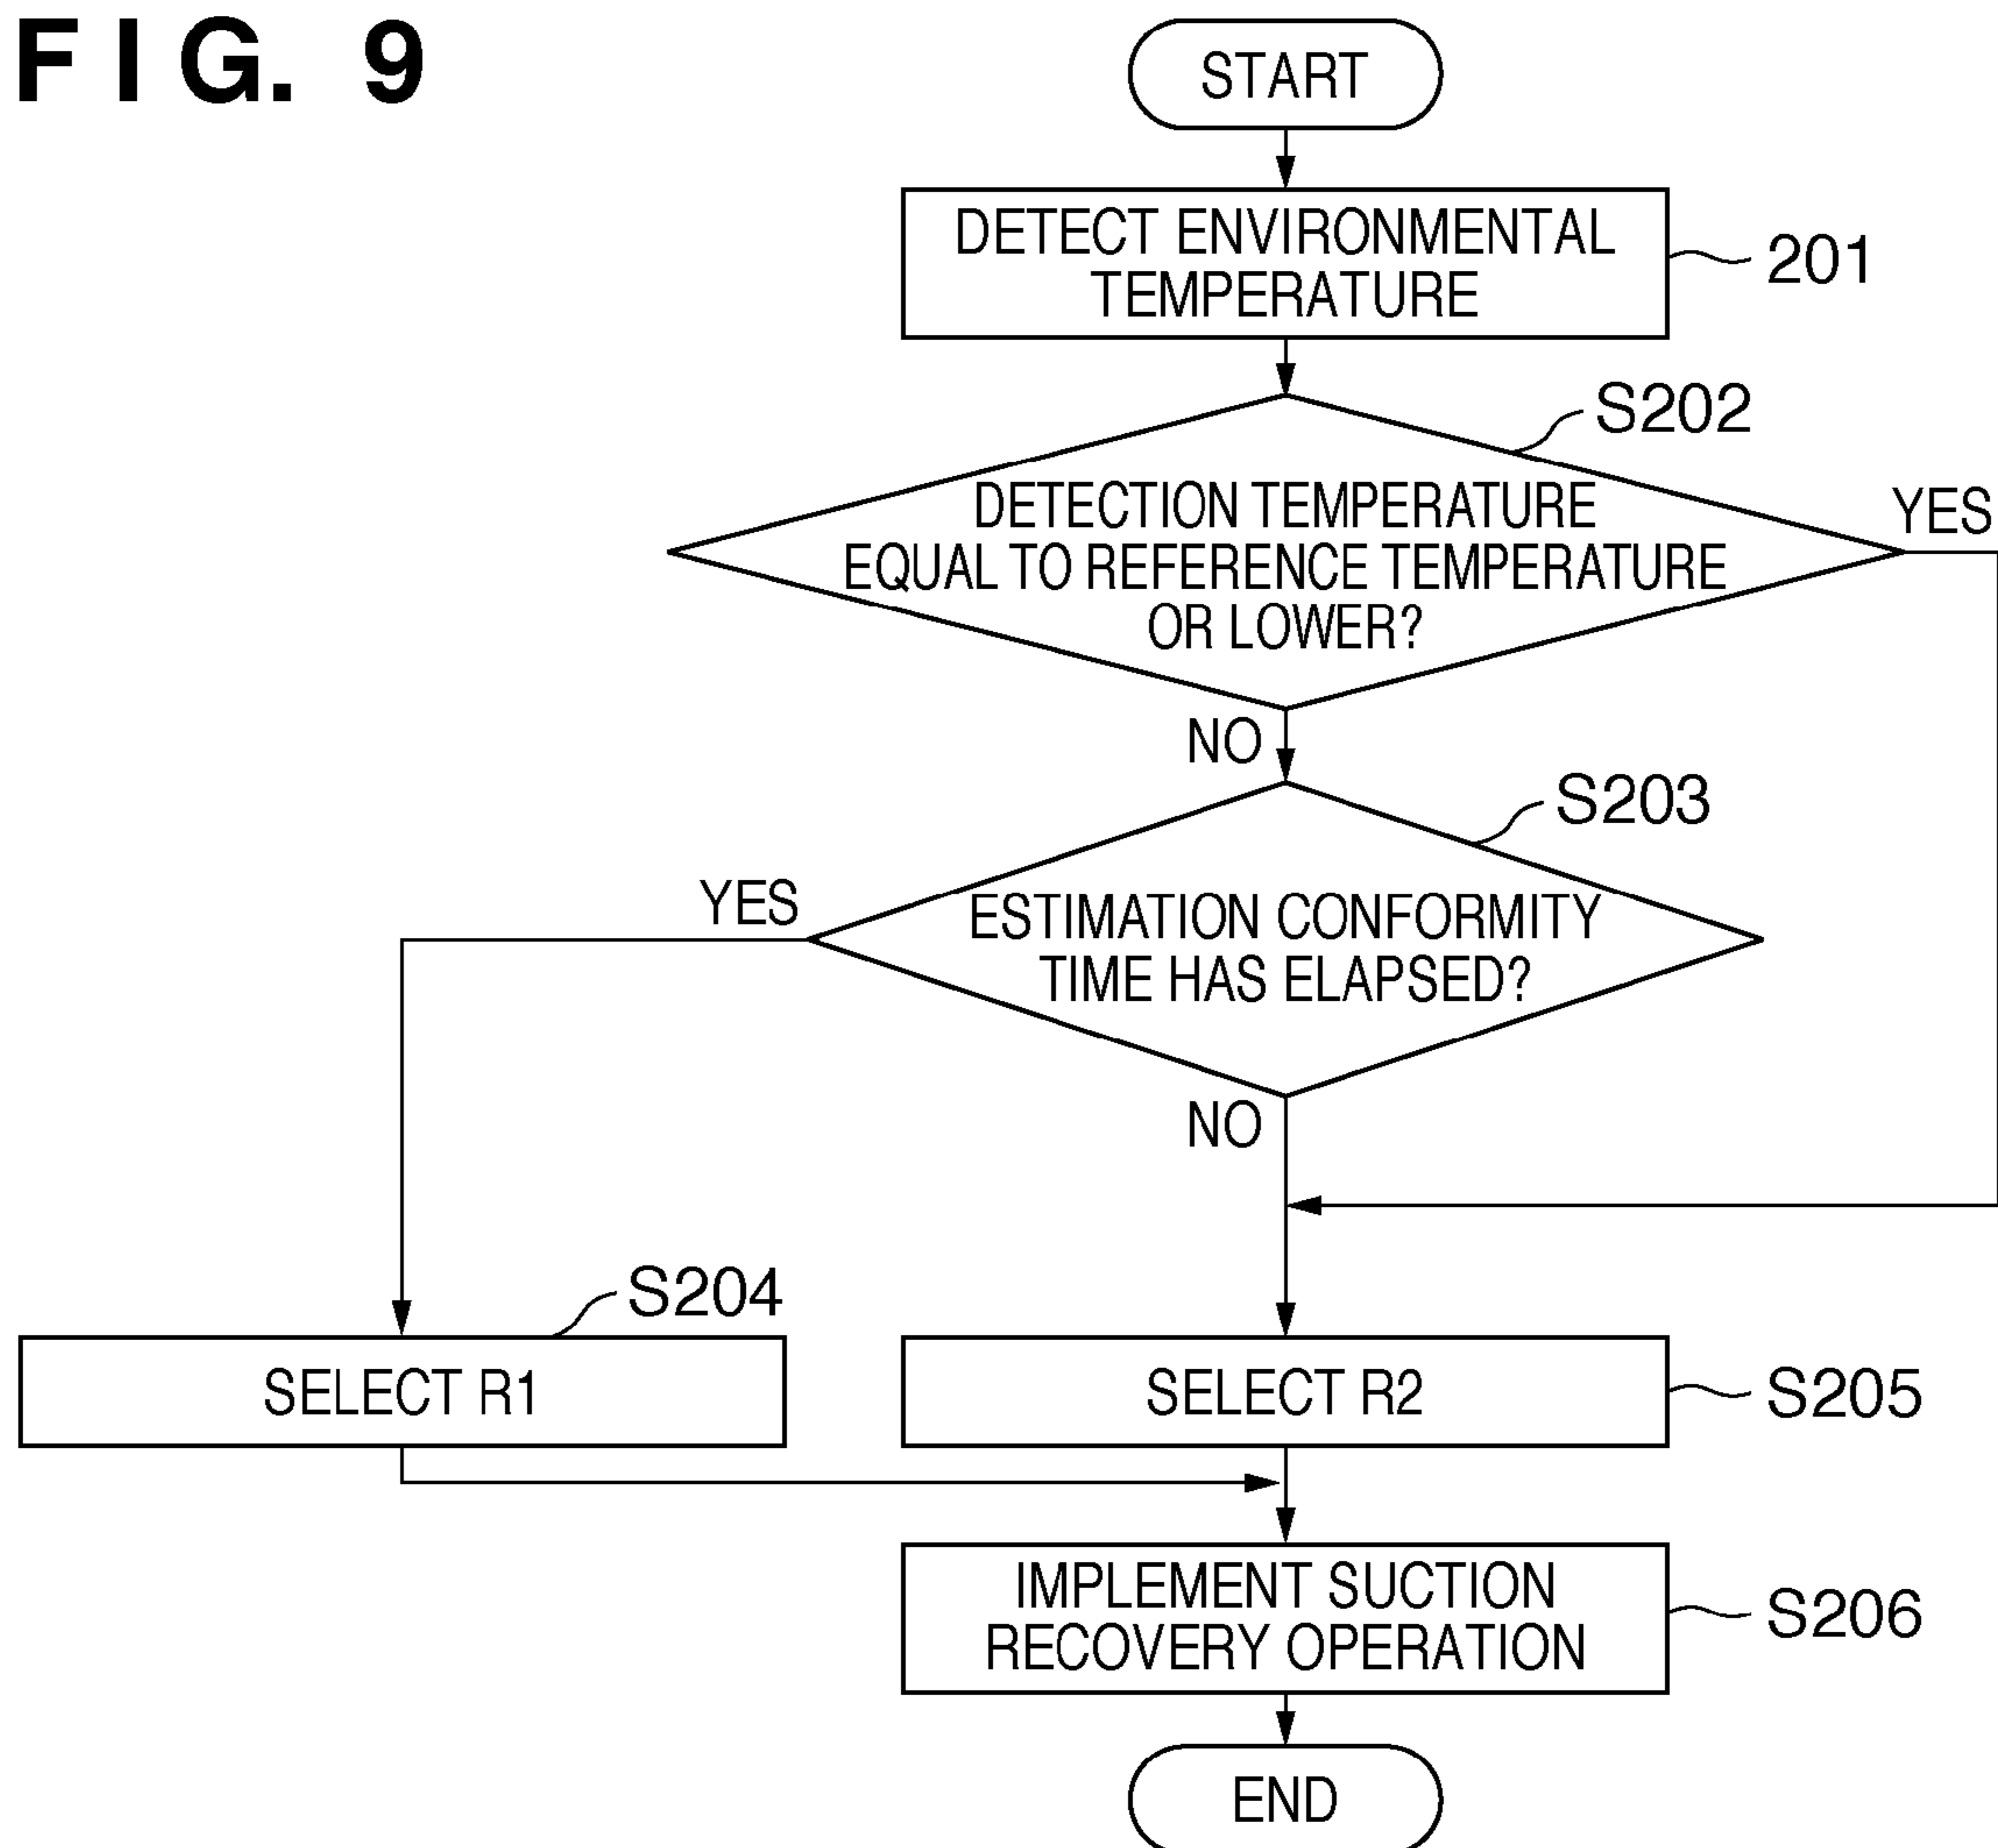 FIG. 9
START
DETECT ENVIRONMENTAL
TEMPERATURE
201
S202
DETECTION TEMPERATURE
EQUAL TO REFERENCE TEMPERATURE
OR LOWER?
YES
NO
S203
YES
ESTIMATION CONFORMITY
TIME HAS ELAPSED?
NO
S204
SELECT R1
SELECT R2
S205
IMPLEMENT SUCTION
RECOVERY OPERATION
S206
END